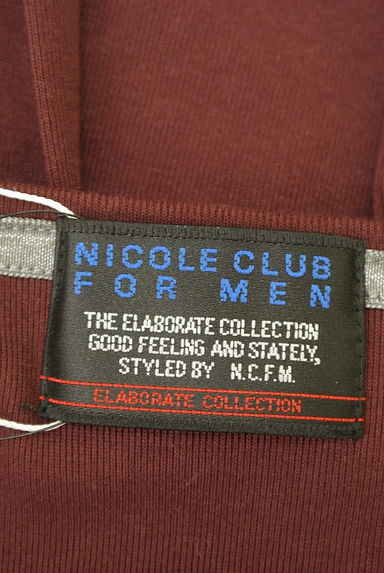 NICOLE CLUB
FOR MEN
THE ELABORATE COLLECTION
GOOD FEELING AND STATELY,
STYLED BY N.C.F.M.
ELABORATE COLLECTION